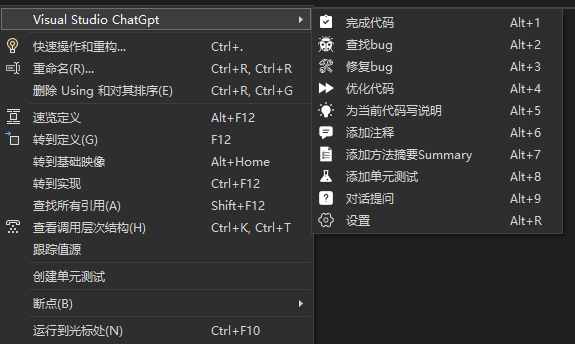 Visual Studio ChatGpt
快速操作和重构... Ctrl+.
重命名(R)... Ctrl+R, Ctrl+R
删除 Using 和对其排序(E) Ctrl+R, Ctrl+G
速览定义 Alt+F12
转到定义(G) F12
转到基础映像 Alt+Home
转到实现 Ctrl+F12
查找所有引用(A) Shift+F12
查看调用层次结构(H) Ctrl+K, Ctrl+T
跟踪值源
创建单元测试
断点(B)
运行到光标处(N) Ctrl+F10
完成代码 Alt+1
查找bug Alt+2
修复bug Alt+3
优化代码 Alt+4
为当前代码写说明 Alt+5
添加注释 Alt+6
添加方法摘要Summary Alt+7
添加单元测试 Alt+8
对话提问 Alt+9
设置 Alt+R